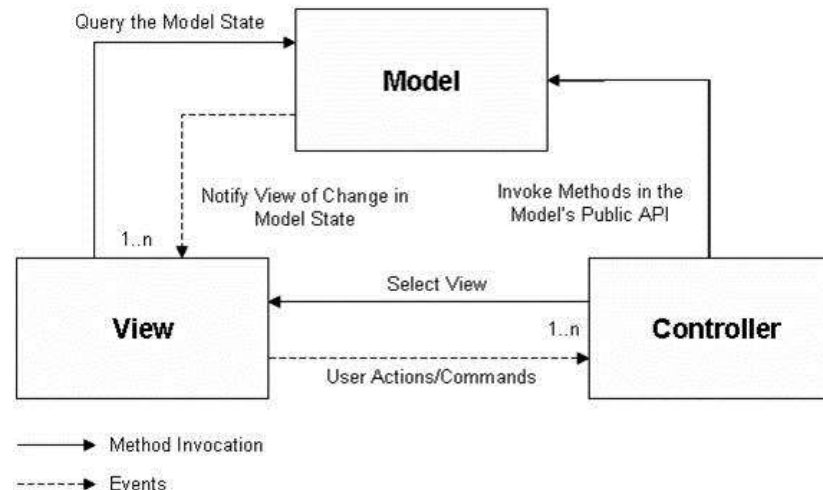 Query the Model State
Model
Notify View of Change in
Model State
Invoke Methods in the
Model's Public API
1..n
View
Select View
1..n
Controller
User Actions/Commands
Method Invocation
Events